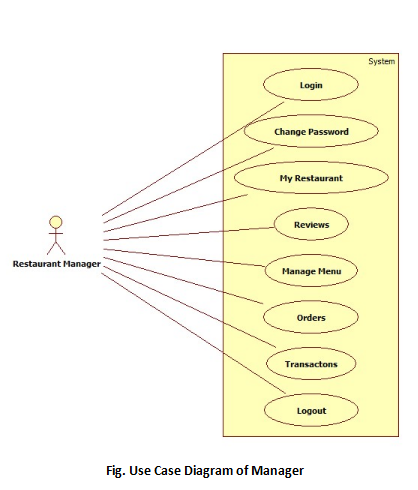 System
Login
Change Password
My Restaurant
Reviews
Restaurant Manager
Manage Menu
Orders
Transactons
Logout
Fig. Use Case Diagram of Manager